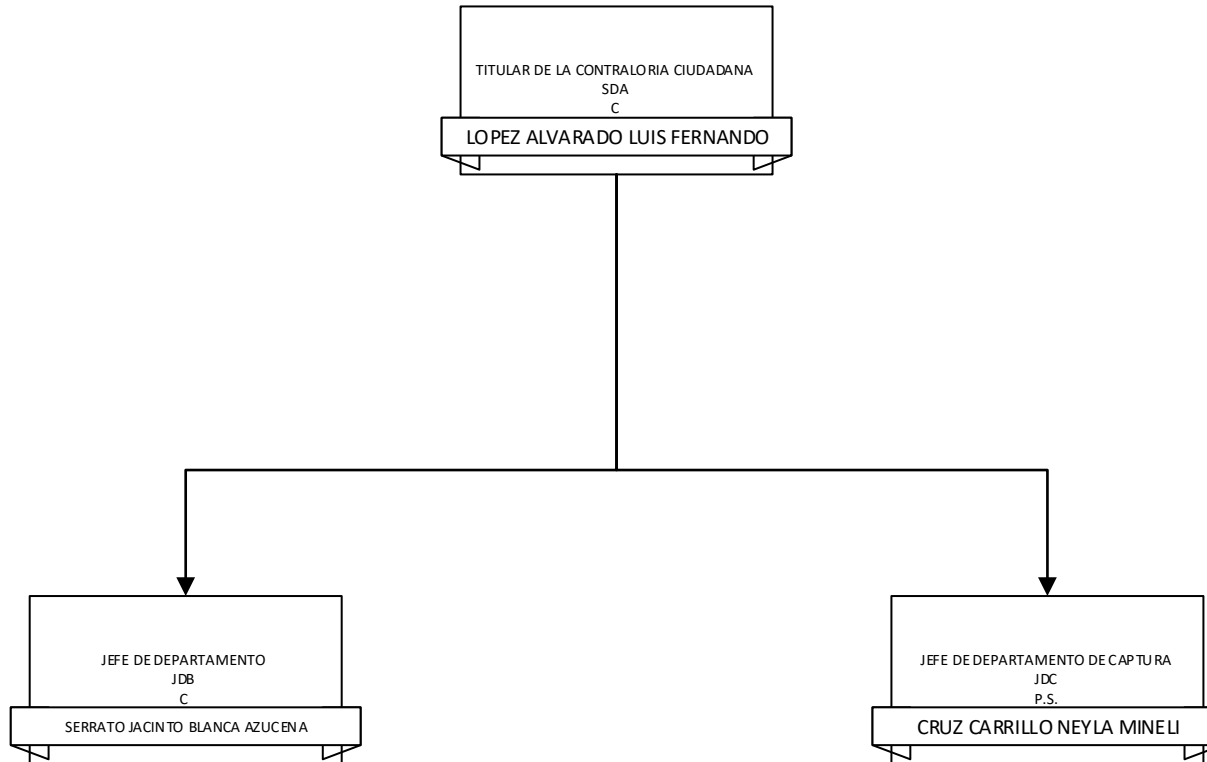 TITULAR DE LA CONTRALORIA CIUDADANA
SDA
C
LOPEZ ALVARADO LUIS FERNANDO
JEFE DE DEPARTAMENTO
JDB
C
SERRATO JACINTO BLANCA AZUCENA
JEFE DE DEPARTAMENTO DE CAPTURA
JDC
P.S.
CRUZ CARRILLO NEYLA MINELI